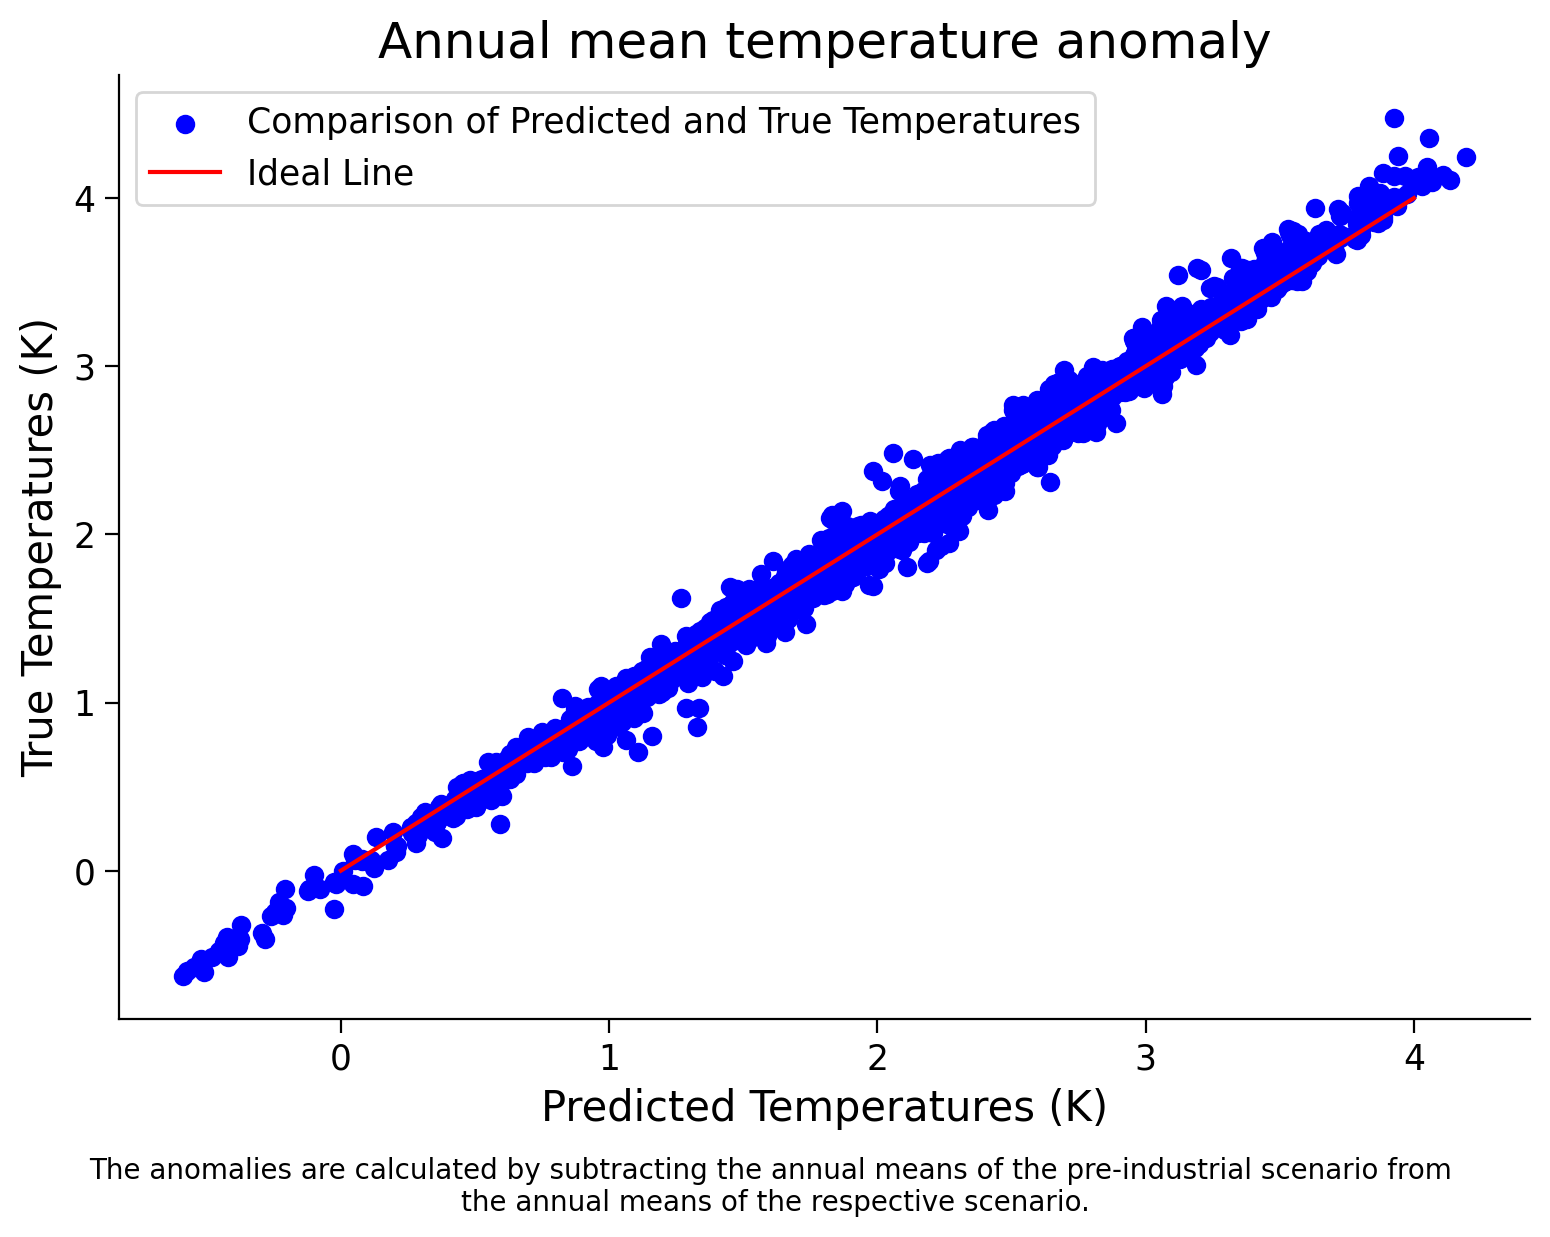 Annual mean temperature anomaly
Comparison of Predicted and True Temperatures
Ideal Line
True Temperatures (K)
4
3
2
1
0
0 1 2 3 4
Predicted Temperatures (K)
The anomalies are calculated by subtracting the annual means of the pre-industrial scenario from
the annual means of the respective scenario.